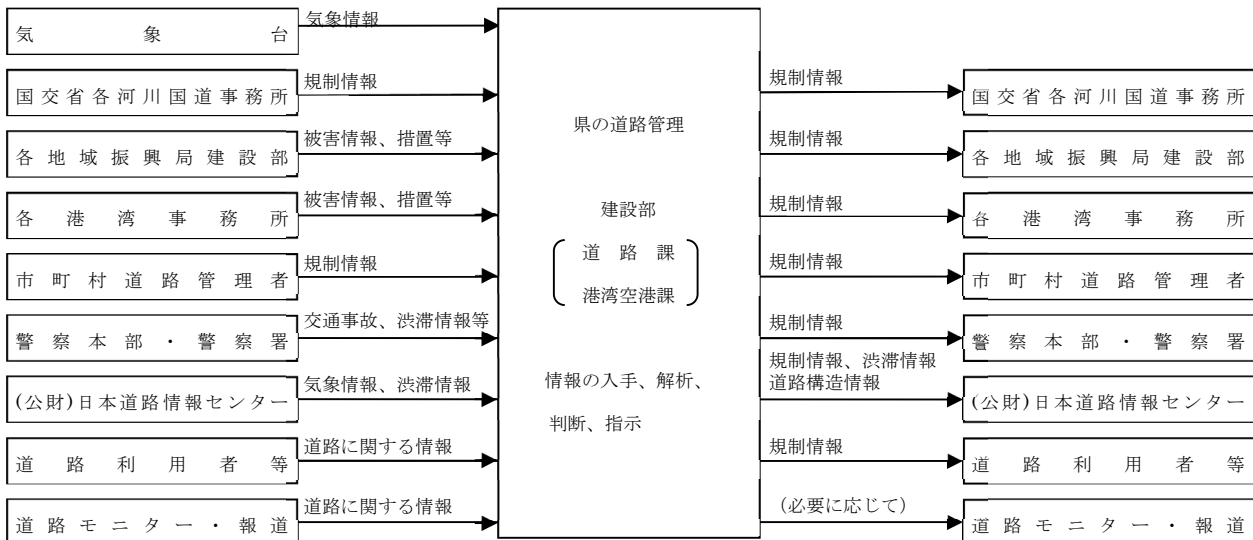 気象台
気象情報
国交省各河川国道事務所
規制情報
各地域振興局建設部
被害情報、措置等
各港湾事務所
被害情報、措置等
市町村道路管理者
規制情報
警察本部・警察署
交通事故、渋滞情報等
(公財)日本道路情報センター
気象情報、渋滞情報
道路利用者等
道路に関する情報
道路モニター・報道
道路に関する情報
県の道路管理
建設部
道路課
港湾空港課
情報の入手、解析、
判断、指示
規制情報
国交省各河川国道事務所
規制情報
各地域振興局建設部
規制情報
各港湾事務所
規制情報
市町村道路管理者
規制情報
警察本部・警察署
規制情報、渋滞情報
道路構造情報
(公財)日本道路情報センター
規制情報
道路利用者等
（必要に応じて）
道路モニター・報道